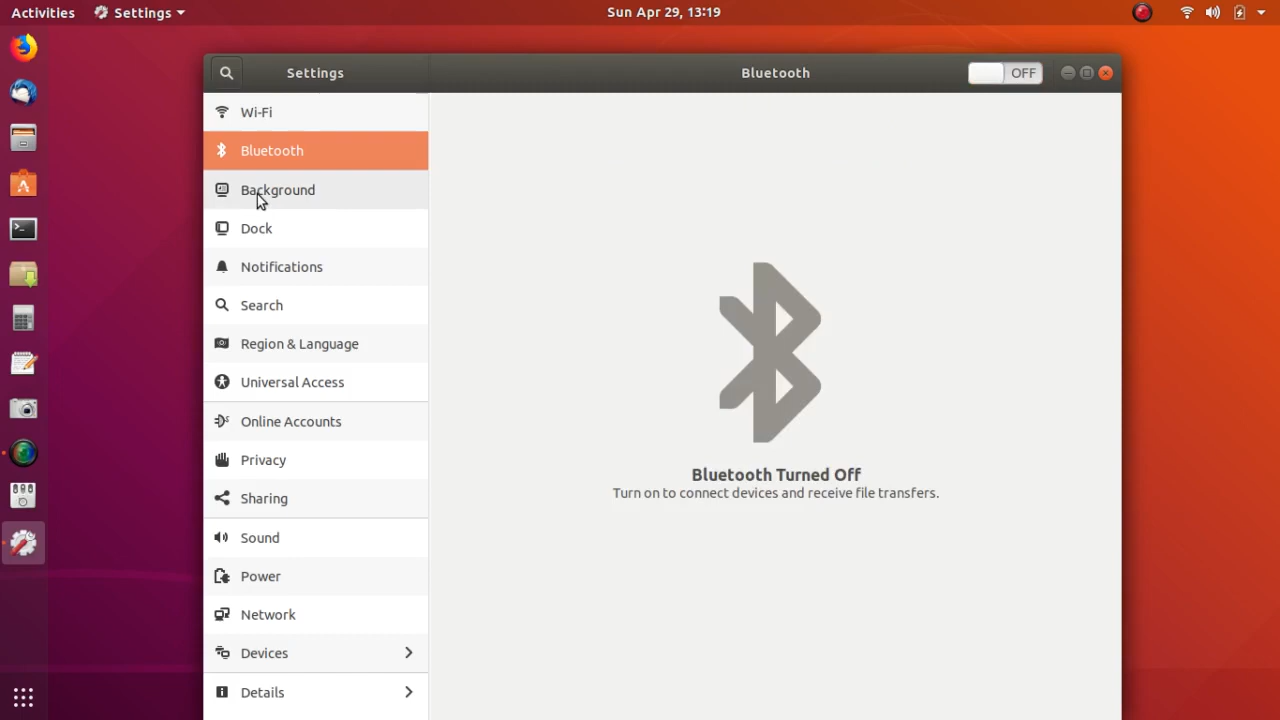 Activities
Settings
Sun Apr 29, 13:19
Settings
Bluetooth
OFF
Wi-Fi
Bluetooth
Background
Dock
Notifications
Search
Region & Language
Universal Access
Online Accounts
Privacy
Sharing
Sound
Power
Network
Devices
Details
Bluetooth Turned Off
Turn on to connect devices and receive file transfers.